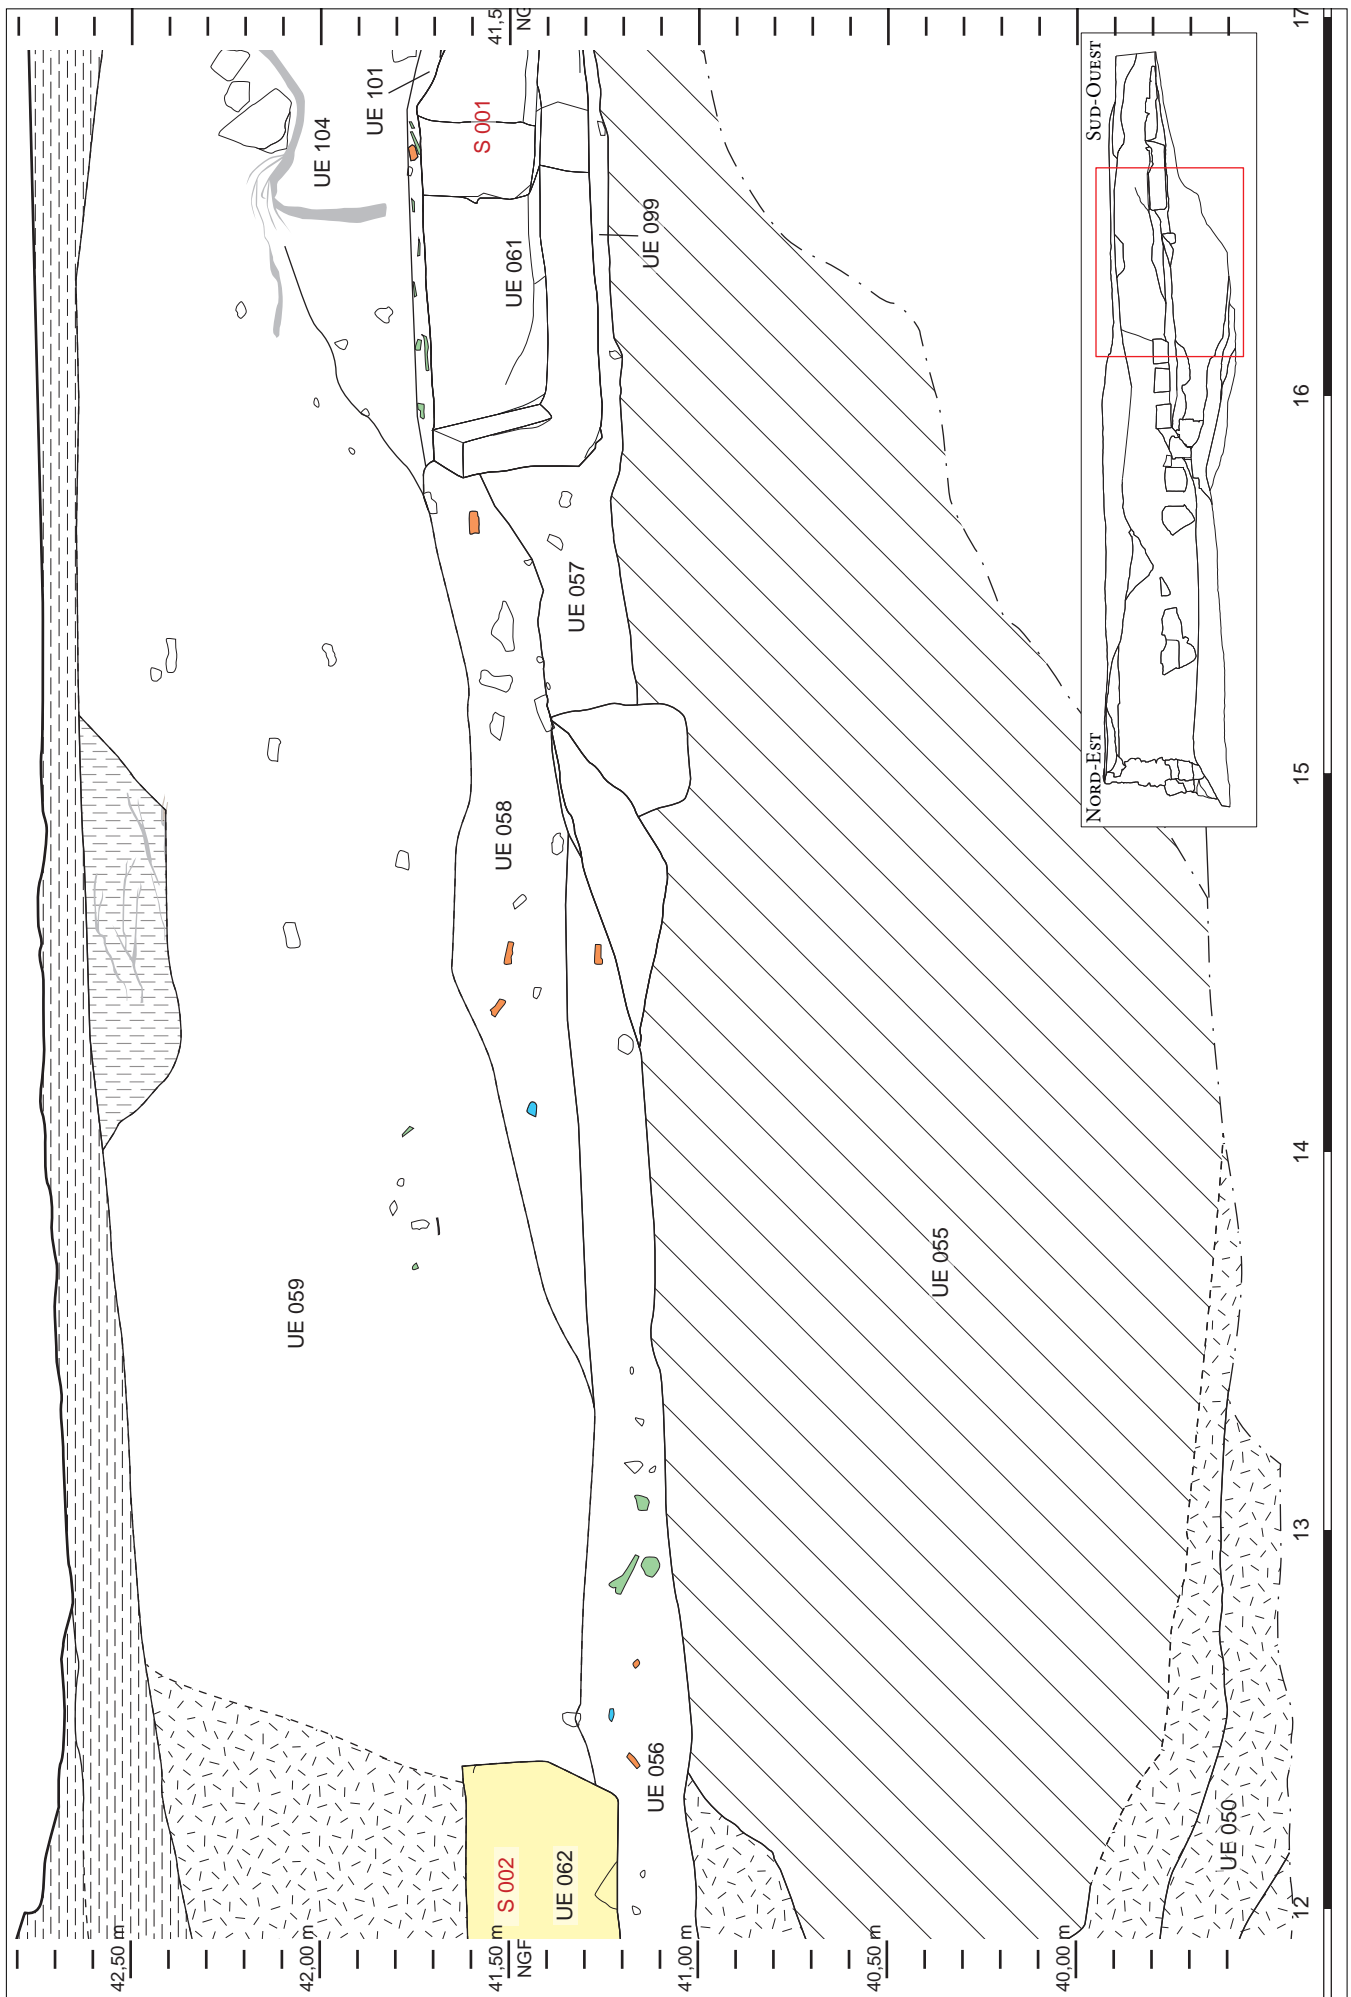 42,50 m
42,00 m
41,50 m
NGF
41,00 m
40,50 m
40,00 m
41,5
NG
UE 104
UE 101
S 001
UE 061
UE 099
UE 057
UE 058
UE 059
UE 055
UE 056
S 002
UE 062
UE 050
NORD-EST
SUD-OUEST
12
13
14
15
16
17